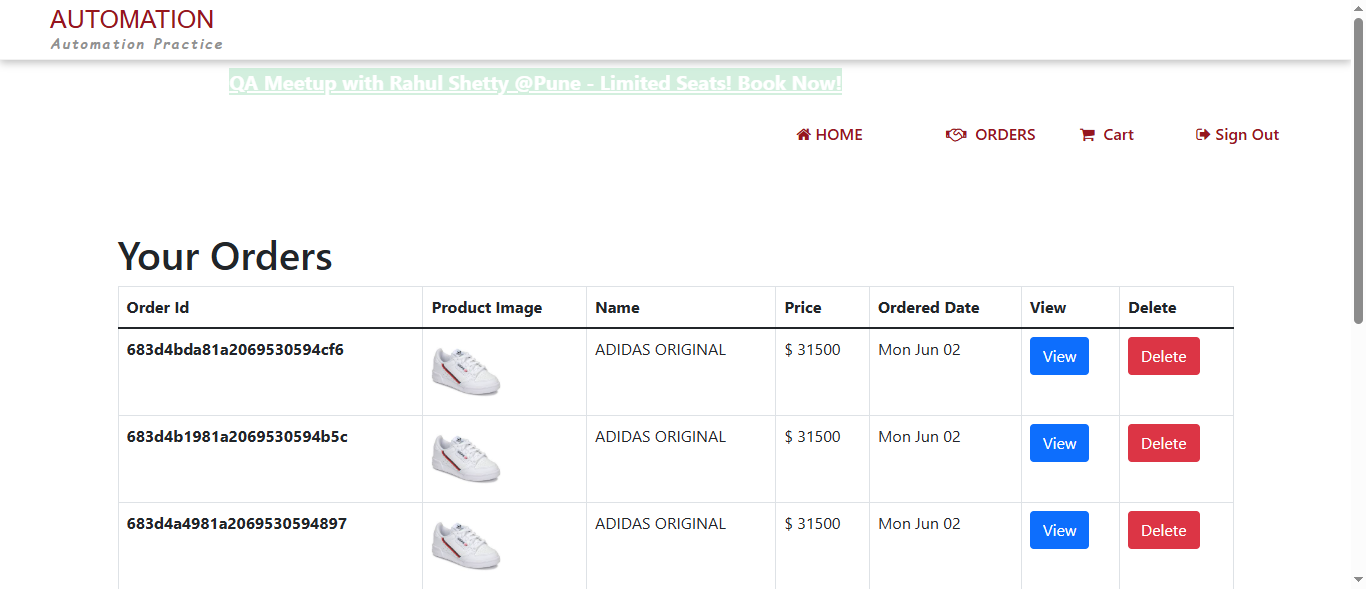 AUTOMATION
Automation Practice
QA Meetup with Rahul Shetty @Pune - Limited Seats! Book Now!
HOME ORDERS Cart Sign Out
Your Orders
Order Id Product Image Name Price Ordered Date View Delete
683d4bda81a2069530594cf6 ADIDAS ORIGINAL $ 31500 Mon Jun 02 View Delete
683d4b1981a2069530594b5c ADIDAS ORIGINAL $ 31500 Mon Jun 02 View Delete
683d4a4981a2069530594897 ADIDAS ORIGINAL $ 31500 Mon Jun 02 View Delete